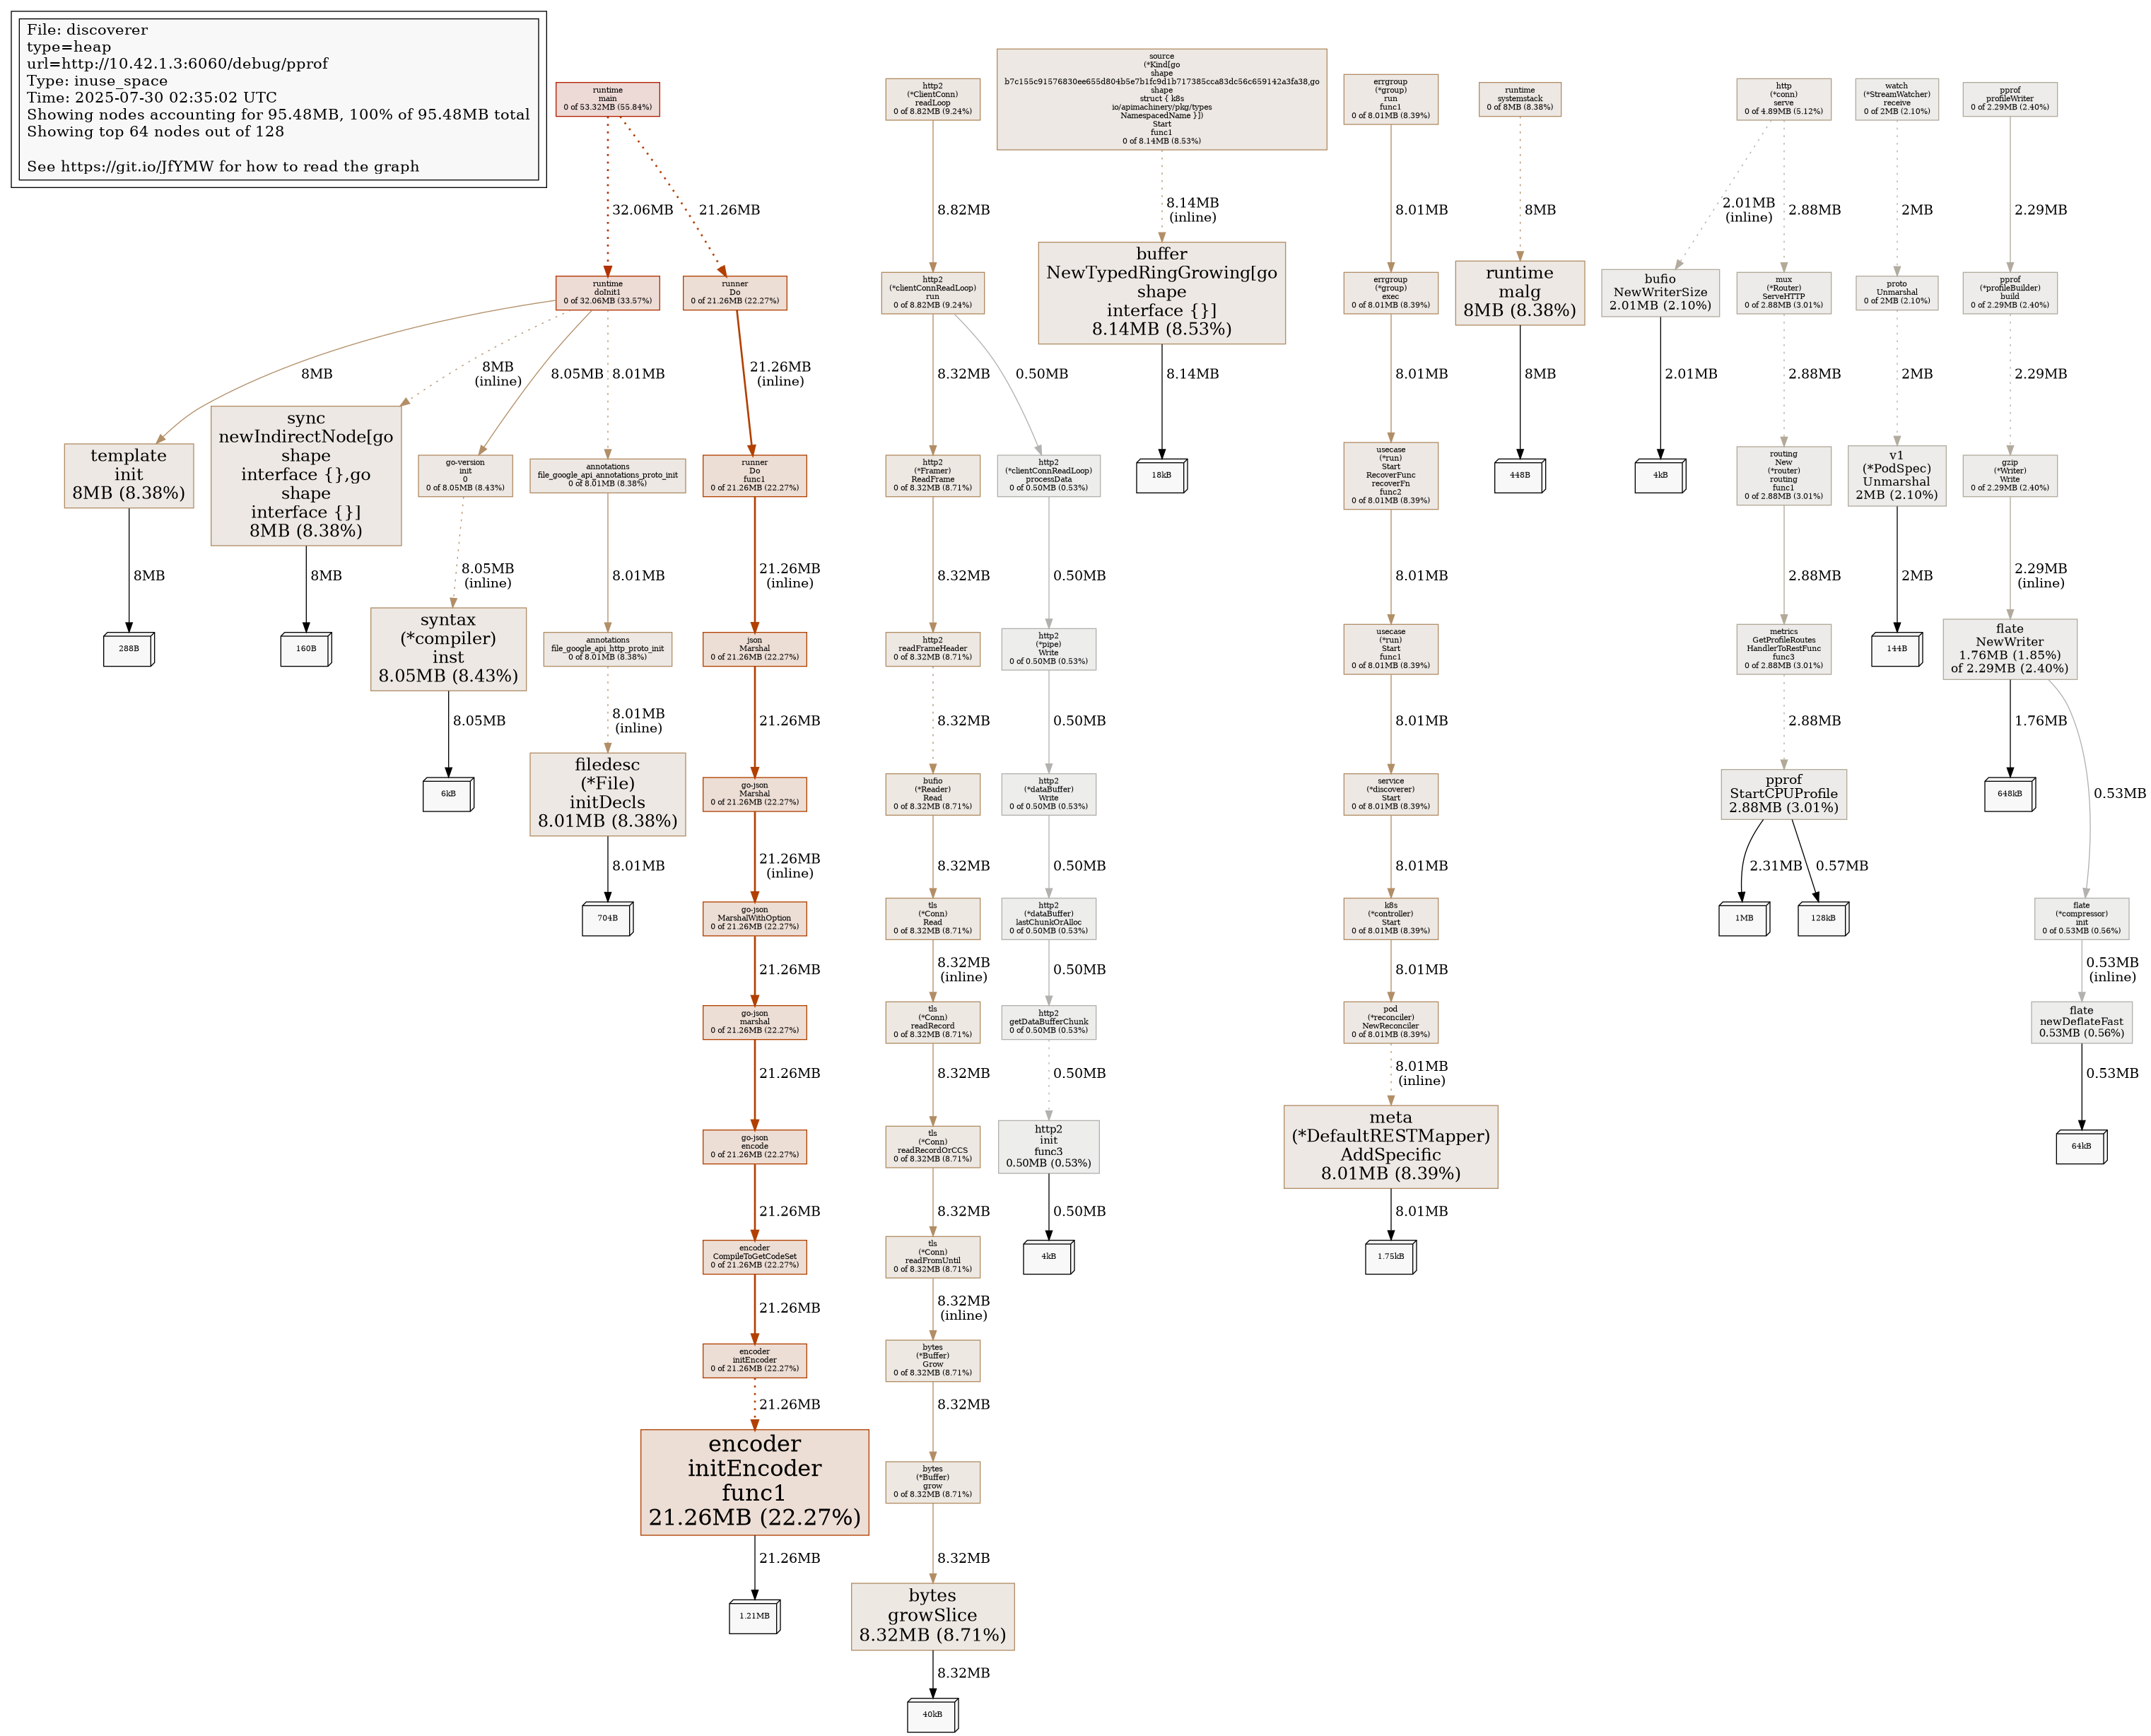 File: discoverer
type=heap
url=http://10.42.1.3:6060/debug/pprof
Type: inuse_space
Time: 2025-07-30 02:35:02 UTC
Showing nodes accounting for 95.48MB, 100% of 95.48MB total
Showing top 64 nodes out of 128
See https://git.io/JfYMW for how to read the graph
runtime
main
0 of 53.32MB (55.84%)
32.06MB
21.26MB
runtime
doInit1
0 of 32.06MB (33.57%)
8MB
8MB
(inline)
8.05MB
8.01MB
template
init
8MB (8.38%)
8MB
288B
sync
newIndirectNode[go
shape
interface {},go
shape
interface {}]
8MB (8.38%)
8MB
160B
go-version
init
0
0 of 8.05MB (8.43%)
8.05MB
(inline)
syntax
(*compiler)
inst
8.05MB (8.43%)
8.05MB
6kB
annotations
file_google_api_annotations_proto_init
0 of 8.01MB (8.38%)
8.01MB
annotations
file_google_api_http_proto_init
0 of 8.01MB (8.38%)
8.01MB
(inline)
filedesc
(*File)
initDecls
8.01MB (8.38%)
8.01MB
704B
runner
Do
0 of 21.26MB (22.27%)
21.26MB
(inline)
runner
Do
func1
0 of 21.26MB (22.27%)
21.26MB
(inline)
json
Marshal
0 of 21.26MB (22.27%)
21.26MB
go-json
Marshal
0 of 21.26MB (22.27%)
21.26MB
(inline)
go-json
MarshalWithOption
0 of 21.26MB (22.27%)
21.26MB
go-json
marshal
0 of 21.26MB (22.27%)
21.26MB
go-json
encode
0 of 21.26MB (22.27%)
21.26MB
encoder
CompileToGetCodeSet
0 of 21.26MB (22.27%)
21.26MB
encoder
initEncoder
0 of 21.26MB (22.27%)
21.26MB
encoder
initEncoder
func1
21.26MB (22.27%)
21.26MB
1.21MB
http2
(*ClientConn)
readLoop
0 of 8.82MB (9.24%)
8.82MB
http2
(*clientConnReadLoop)
run
0 of 8.82MB (9.24%)
8.32MB
0.50MB
http2
(*Framer)
ReadFrame
0 of 8.32MB (8.71%)
8.32MB
http2
readFrameHeader
0 of 8.32MB (8.71%)
8.32MB
bufio
(*Reader)
Read
0 of 8.32MB (8.71%)
8.32MB
tls
(*Conn)
Read
0 of 8.32MB (8.71%)
8.32MB
(inline)
tls
(*Conn)
readRecord
0 of 8.32MB (8.71%)
8.32MB
tls
(*Conn)
readRecordOrCCS
0 of 8.32MB (8.71%)
8.32MB
tls
(*Conn)
readFromUntil
0 of 8.32MB (8.71%)
8.32MB
(inline)
bytes
(*Buffer)
Grow
0 of 8.32MB (8.71%)
8.32MB
bytes
(*Buffer)
grow
0 of 8.32MB (8.71%)
8.32MB
bytes
growSlice
8.32MB (8.71%)
8.32MB
40kB
http2
(*clientConnReadLoop)
processData
0 of 0.50MB (0.53%)
0.50MB
http2
(*pipe)
Write
0 of 0.50MB (0.53%)
0.50MB
http2
(*dataBuffer)
Write
0 of 0.50MB (0.53%)
0.50MB
http2
(*dataBuffer)
lastChunkOrAlloc
0 of 0.50MB (0.53%)
0.50MB
http2
getDataBufferChunk
0 of 0.50MB (0.53%)
0.50MB
http2
init
func3
0.50MB (0.53%)
0.50MB
4kB
source
(*Kind[go
shape
b7c155c91576830ee655d804b5e7b1fc9d1b717385cca83dc56c659142a3fa38,go
shape
struct { k8s
io/apimachinery/pkg/types
NamespacedName }])
Start
func1
0 of 8.14MB (8.53%)
8.14MB
(inline)
buffer
NewTypedRingGrowing[go
shape
interface {}]
8.14MB (8.53%)
8.14MB
18kB
errgroup
(*group)
run
func1
0 of 8.01MB (8.39%)
8.01MB
errgroup
(*group)
exec
0 of 8.01MB (8.39%)
8.01MB
usecase
(*run)
Start
RecoverFunc
recoverFn
func2
0 of 8.01MB (8.39%)
8.01MB
usecase
(*run)
Start
func1
0 of 8.01MB (8.39%)
8.01MB
service
(*discoverer)
Start
0 of 8.01MB (8.39%)
8.01MB
k8s
(*controller)
Start
0 of 8.01MB (8.39%)
8.01MB
pod
(*reconciler)
NewReconciler
0 of 8.01MB (8.39%)
8.01MB
(inline)
meta
(*DefaultRESTMapper)
AddSpecific
8.01MB (8.39%)
8.01MB
1.75kB
runtime
systemstack
0 of 8MB (8.38%)
8MB
runtime
malg
8MB (8.38%)
8MB
448B
http
(*conn)
serve
0 of 4.89MB (5.12%)
2.01MB
(inline)
2.88MB
bufio
NewWriterSize
2.01MB (2.10%)
2.01MB
4kB
mux
(*Router)
ServeHTTP
0 of 2.88MB (3.01%)
2.88MB
routing
New
(*router)
routing
func1
0 of 2.88MB (3.01%)
2.88MB
metrics
GetProfileRoutes
HandlerToRestFunc
func3
0 of 2.88MB (3.01%)
2.88MB
pprof
StartCPUProfile
2.88MB (3.01%)
2.31MB
0.57MB
1MB
128kB
watch
(*StreamWatcher)
receive
0 of 2MB (2.10%)
2MB
proto
Unmarshal
0 of 2MB (2.10%)
2MB
v1
(*PodSpec)
Unmarshal
2MB (2.10%)
2MB
144B
pprof
profileWriter
0 of 2.29MB (2.40%)
2.29MB
pprof
(*profileBuilder)
build
0 of 2.29MB (2.40%)
2.29MB
gzip
(*Writer)
Write
0 of 2.29MB (2.40%)
2.29MB
(inline)
flate
NewWriter
1.76MB (1.85%)
of 2.29MB (2.40%)
1.76MB
0.53MB
648kB
flate
(*compressor)
init
0 of 0.53MB (0.56%)
0.53MB
(inline)
flate
newDeflateFast
0.53MB (0.56%)
0.53MB
64kB